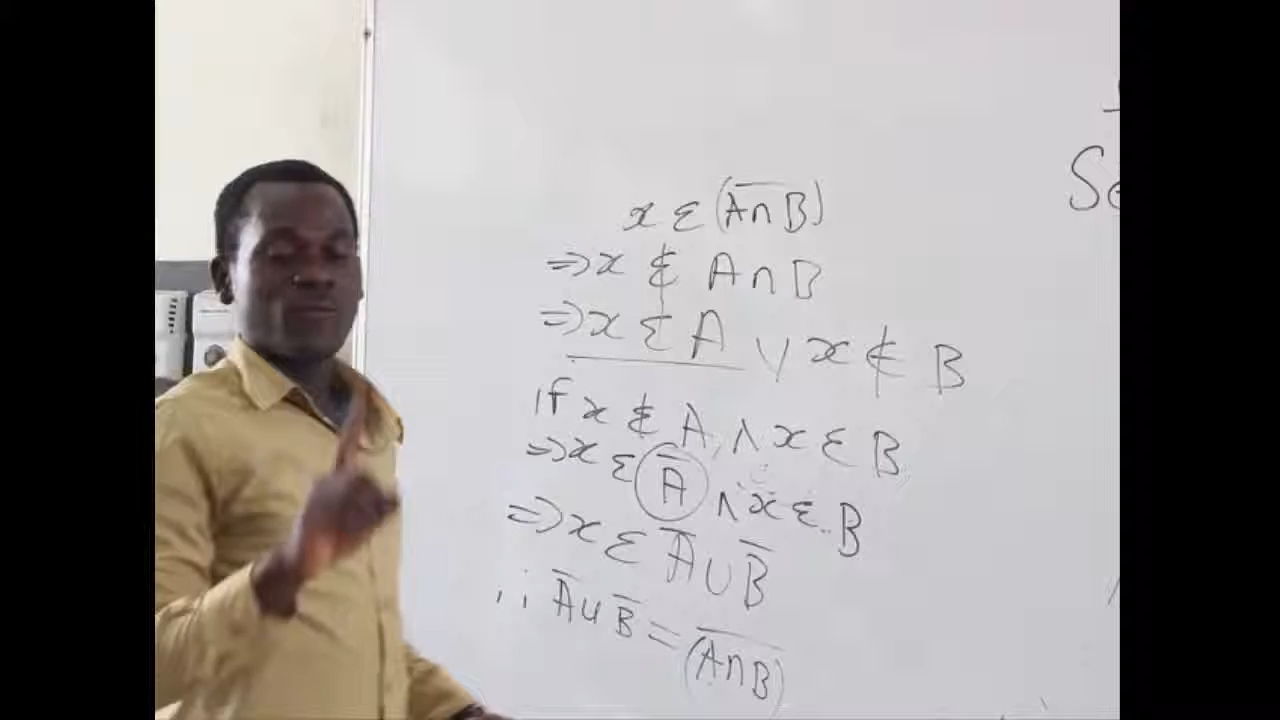 x ∈ (A̅∩̅B̅)
⇒ x ∉ A∩B
⇒ x ∈ A ∨ x ∉ B
if x ∉ A, ∧ x ∈ B
⇒ x ∈ A̅ ∧ x ∈ B
⇒ x ∈ A̅ ∪ B̅
∴ A̅ ∪ B̅ = (A̅∩̅B̅)